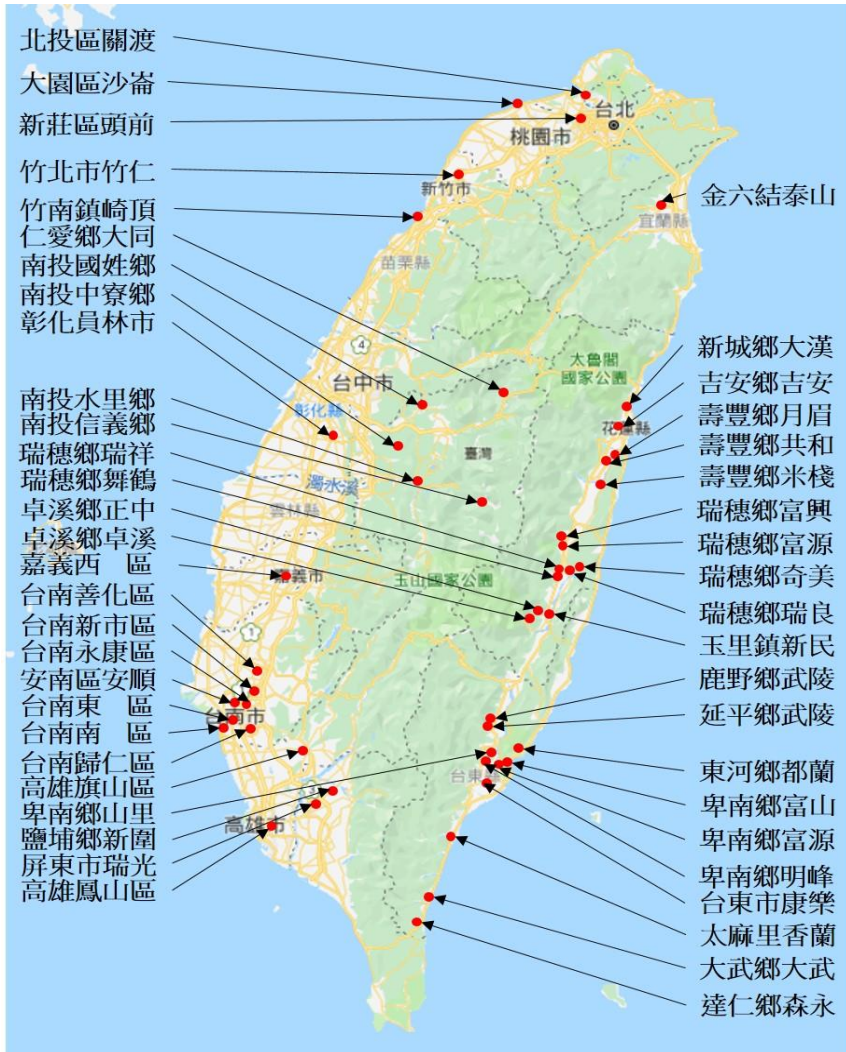 北投區關渡
大園區沙崙
新莊區頭前
竹北市竹仁
竹南鎮崎頂
仁愛鄉大同
南投國姓鄉
南投中寮鄉
彰化員林市
南投水里鄉
南投信義鄉
瑞穗鄉瑞祥
瑞穗鄉舞鶴
卓溪鄉正中
卓溪鄉卓溪
嘉義西　區
台南善化區
台南新市區
台南永康區
安南區安順
台南東　區
台南南　區
台南歸仁區
高雄旗山區
卑南鄉山里
鹽埔鄉新圍
屏東市瑞光
高雄鳳山區
台北
桃園市
新竹市
宜蘭縣
苗栗縣
4
太魯閣
國家公園
台中市
彰化縣
花蓮縣
臺灣
濁水溪
雲林縣
嘉義市
玉山國家公園
1
台南市
台東縣
高雄市
金六結泰山
新城鄉大漢
吉安鄉吉安
壽豐鄉月眉
壽豐鄉共和
壽豐鄉米棧
瑞穗鄉富興
瑞穗鄉富源
瑞穗鄉奇美
瑞穗鄉瑞良
玉里鎮新民
鹿野鄉武陵
延平鄉武陵
東河鄉都蘭
卑南鄉富山
卑南鄉富源
卑南鄉明峰
台東市康樂
太麻里香蘭
大武鄉大武
達仁鄉森永